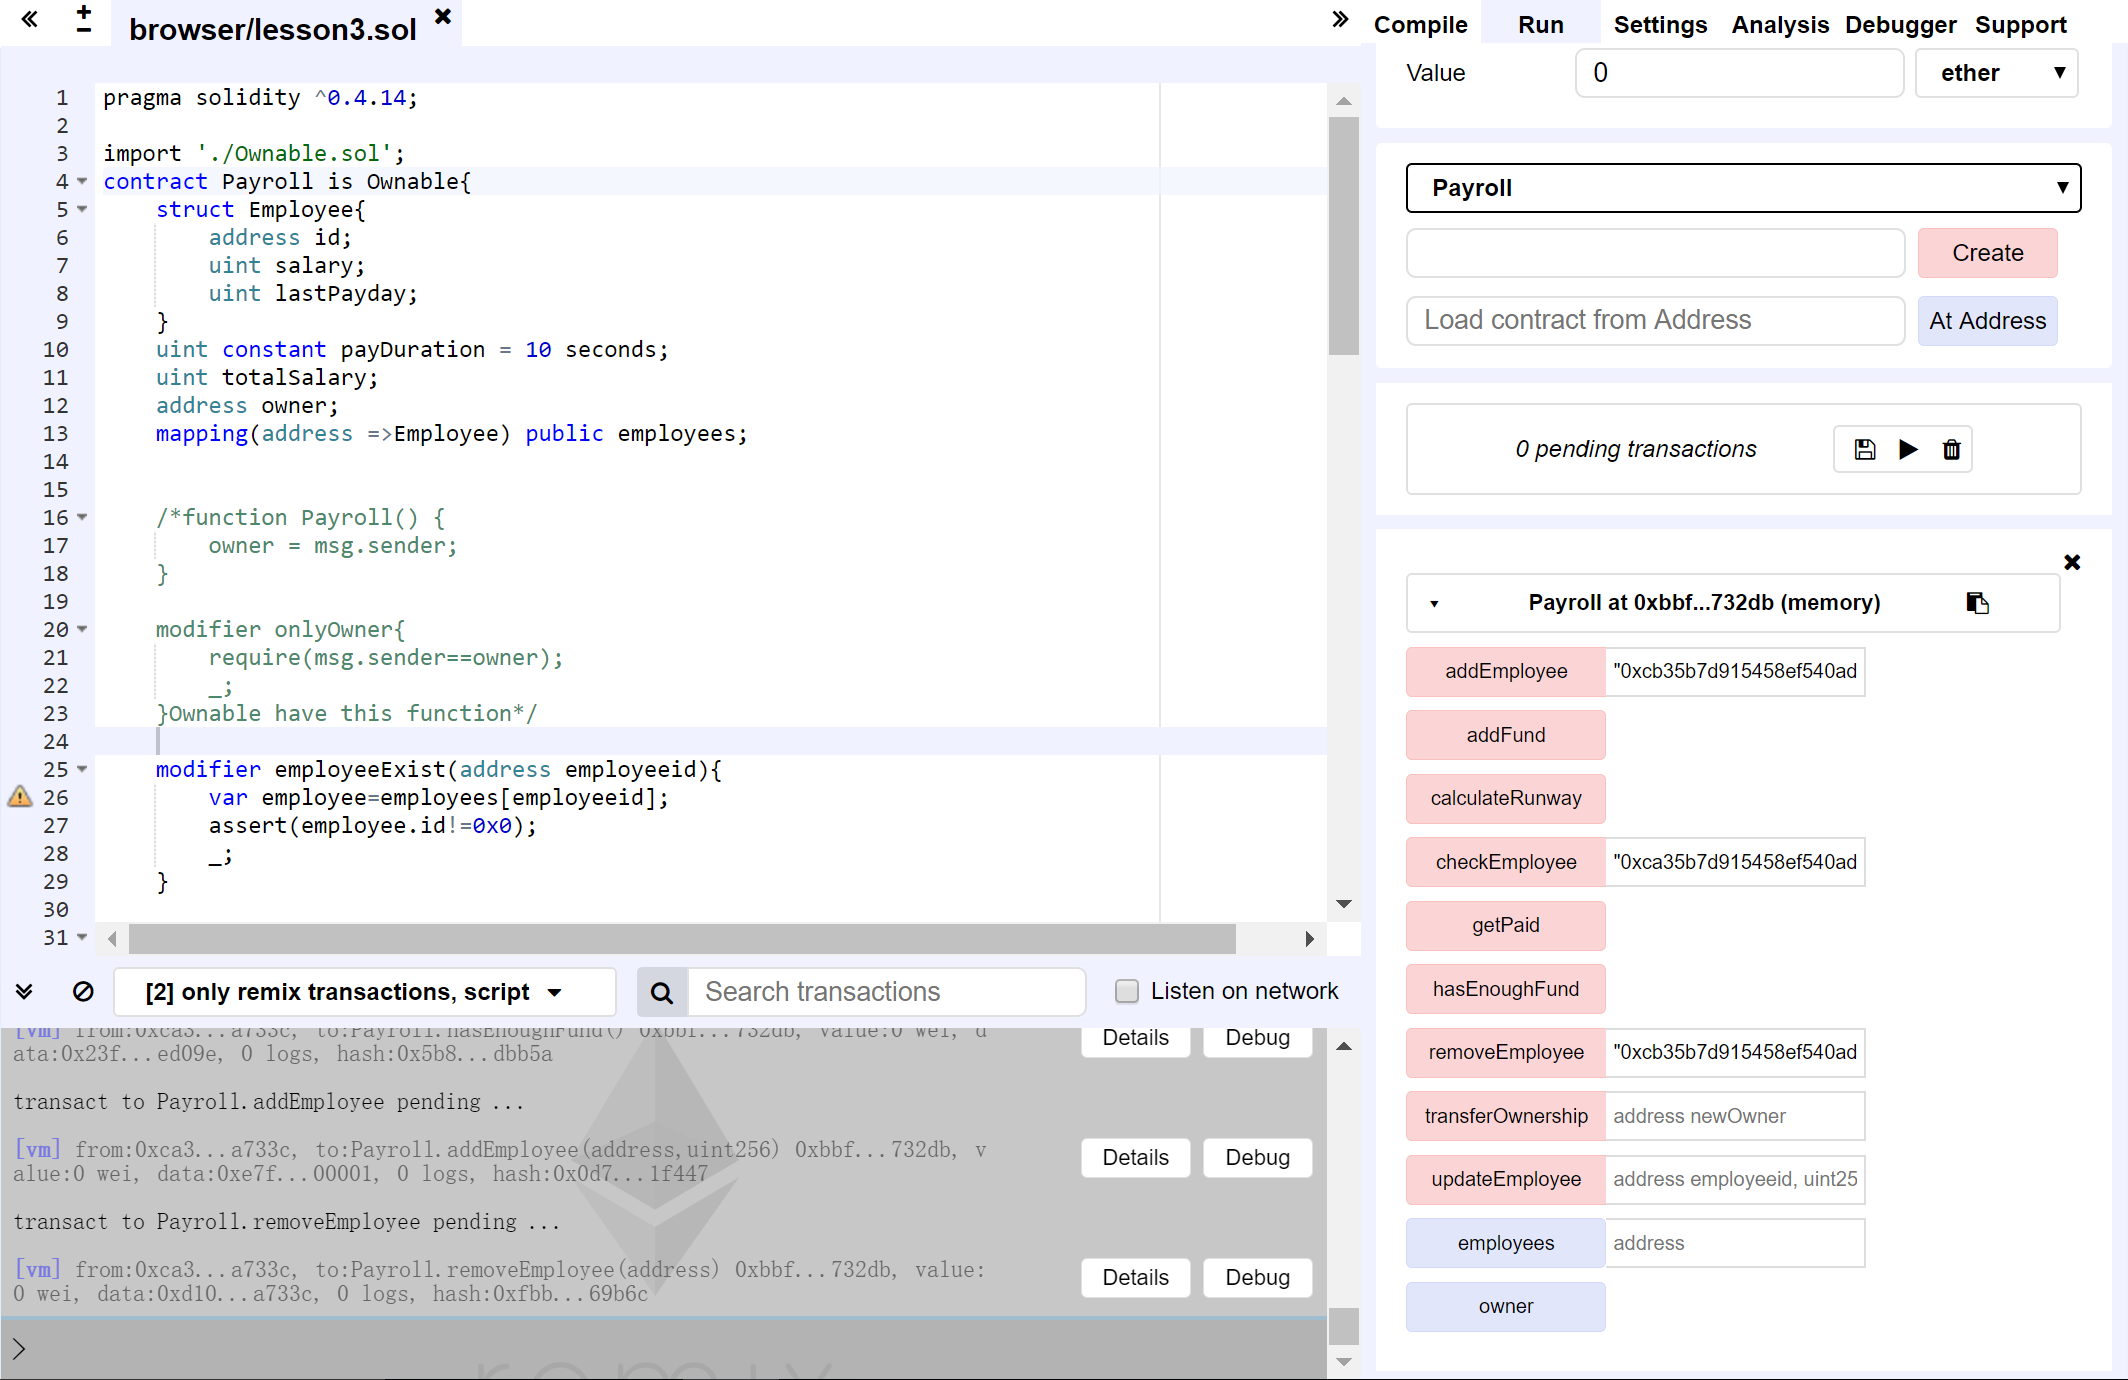 browser/lesson3.sol
1 pragma solidity ^0.4.14;
2
3 import './Ownable.sol';
4 contract Payroll is Ownable{
5 struct Employee{
6 address id;
7 uint salary;
8 uint lastPayday;
9 }
10 uint constant payDuration = 10 seconds;
11 uint totalSalary;
12 address owner;
13 mapping(address =>Employee) public employees;
14
15
16 /*function Payroll() {
17 owner = msg.sender;
18 }
19
20 modifier onlyOwner{
21 require(msg.sender==owner);
22 _;
23 }Ownable have this function*/
24
25 modifier employeeExist(address employeeid){
26 var employee=employees[employeeid];
27 assert(employee.id!=0x0);
28 _;
29 }
30
31
[2] only remix transactions, script
Search transactions
Listen on network
[vm] from:0xca3...a733c, to:Payroll.hasEnoughFund() 0xbbf...732db, value:0 wei, d
ata:0x23f...ed09e, 0 logs, hash:0x5b8...dbb5a
Details Debug
transact to Payroll.addEmployee pending ...
[vm] from:0xca3...a733c, to:Payroll.addEmployee(address,uint256) 0xbbf...732db, v
alue:0 wei, data:0xe7f...00001, 0 logs, hash:0x0d7...1f447
Details Debug
transact to Payroll.removeEmployee pending ...
[vm] from:0xca3...a733c, to:Payroll.removeEmployee(address) 0xbbf...732db, value:
0 wei, data:0xd10...a733c, 0 logs, hash:0xfbb...69b6c
Details Debug
>
Compile Run Settings Analysis Debugger Support
Value 0 ether
Payroll
Create
Load contract from Address At Address
0 pending transactions
Payroll at 0xbbf...732db (memory)
addEmployee "0xcb35b7d915458ef540ad
addFund
calculateRunway
checkEmployee "0xca35b7d915458ef540ad
getPaid
hasEnoughFund
removeEmployee "0xcb35b7d915458ef540ad
transferOwnership address newOwner
updateEmployee address employeeid, uint25
employees address
owner